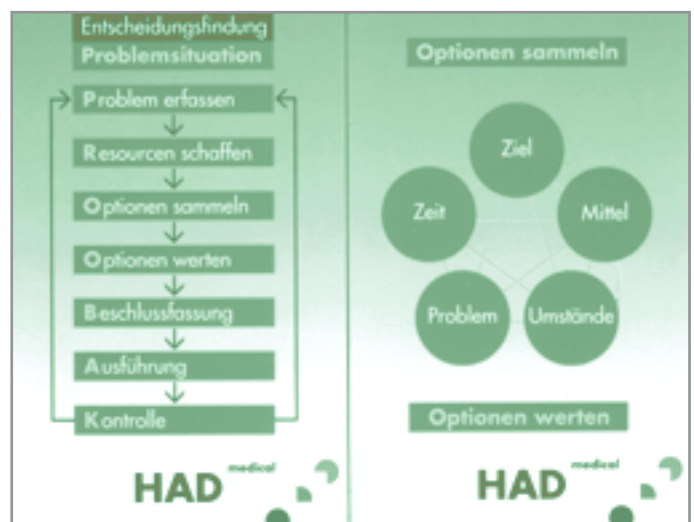 Entscheidungsfindung
Problemsituation
Problem erfassen
Resourcen schaffen
Optionen sammeln
Optionen werten
Beschlussfassung
Ausführung
Kontrolle
HAD medical
Optionen sammeln
Ziel
Zeit
Mittel
Problem
Umstände
Optionen werten
HAD medical